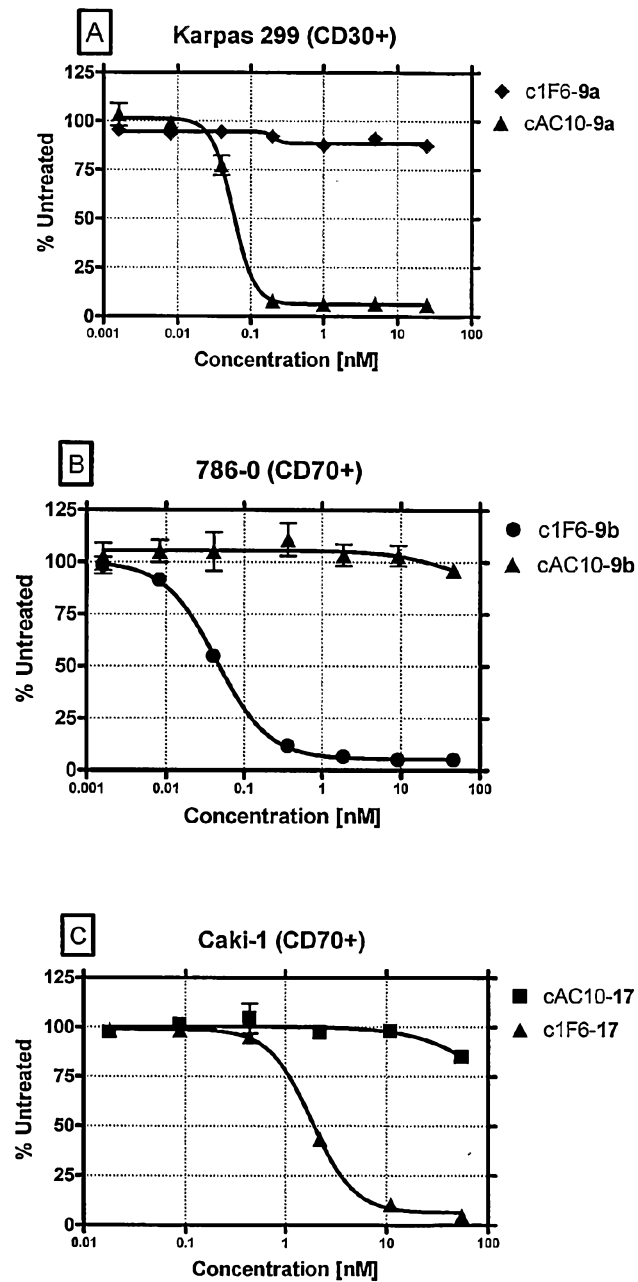 A
Karpas 299 (CD30+)
c1F6-9a
cAC10-9a
% Untreated
125
100
75
50
25
0
0.001
0.01
0.1
1
10
100
Concentration [nM]
B
786-0 (CD70+)
c1F6-9b
cAC10-9b
% Untreated
125
100
75
50
25
0
0.001
0.01
0.1
1
10
100
Concentration [nM]
C
Caki-1 (CD70+)
cAC10-17
c1F6-17
% Untreated
125
100
75
50
25
0
0.01
0.1
1
10
100
Concentration [nM]